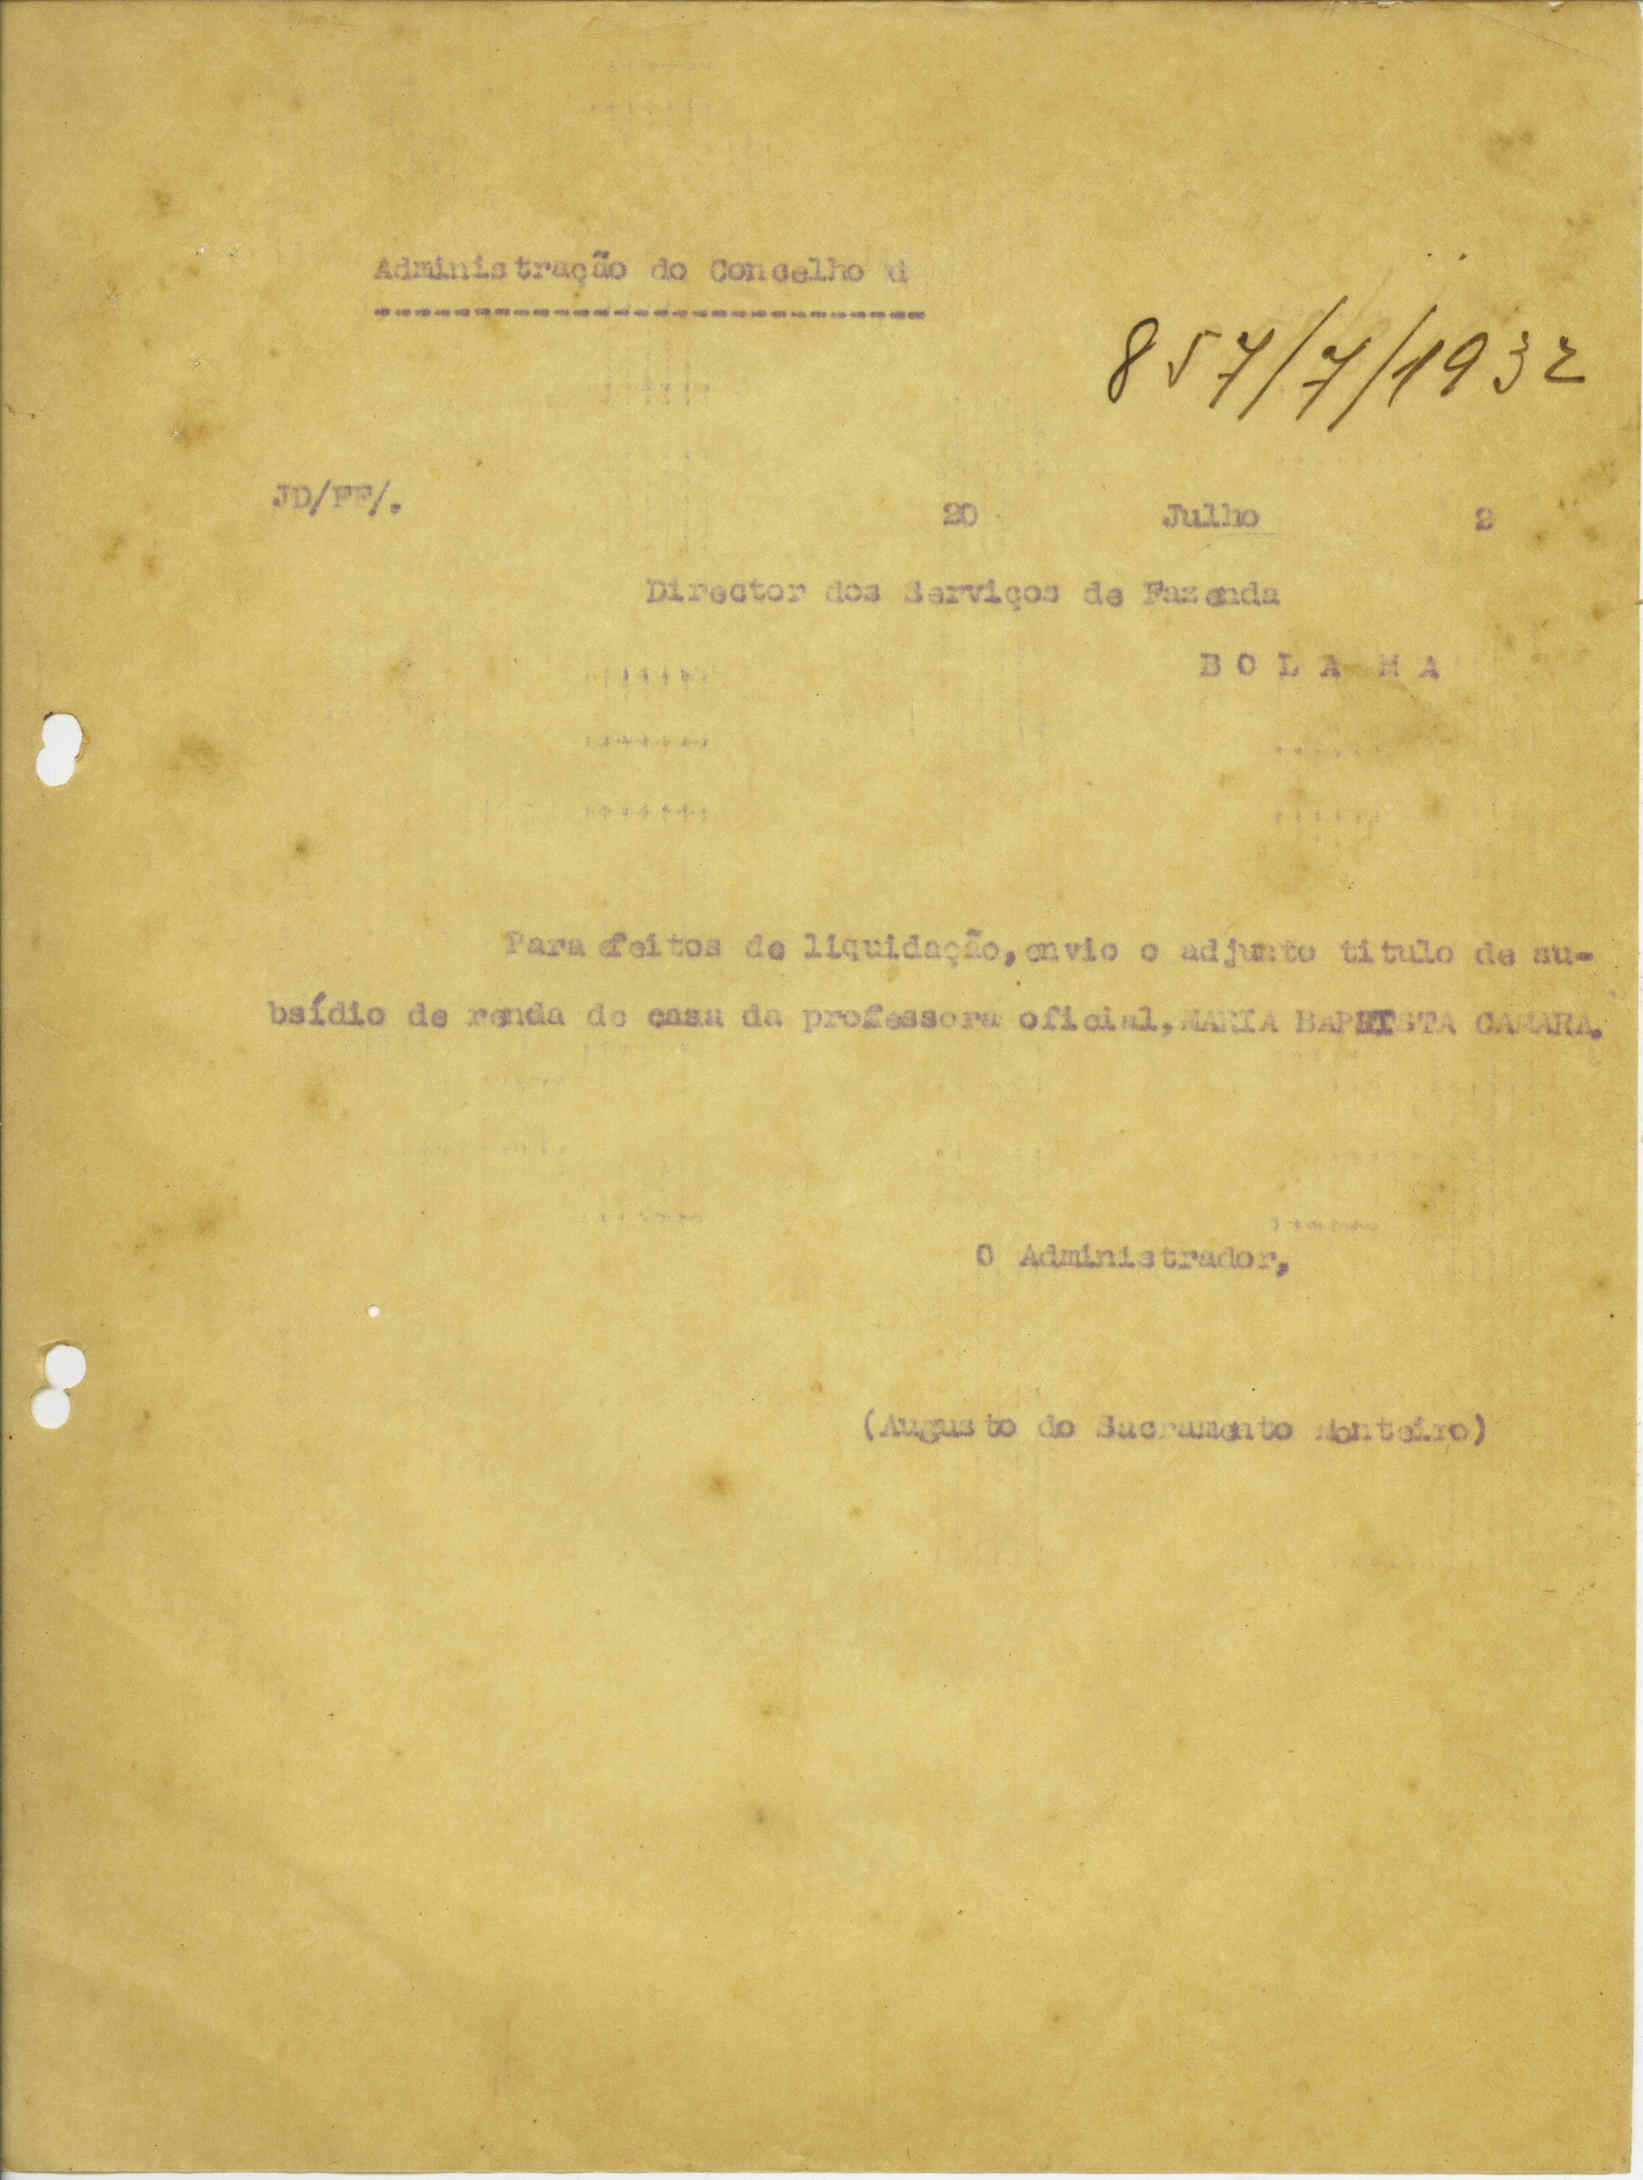 Administração do Concelho d
----------------------------
857/7/1932
JD/FF/.
20 Julho 2
Director dos Serviços de Fazenda
B O L A M A
Para efeitos de liquidação, envio o adjunto titulo de su-
bsídio de renda de casa da professora oficial, MARIA BAPTISTA CAMARA.
O Administrador,
(Augusto do Sacramento Monteiro)